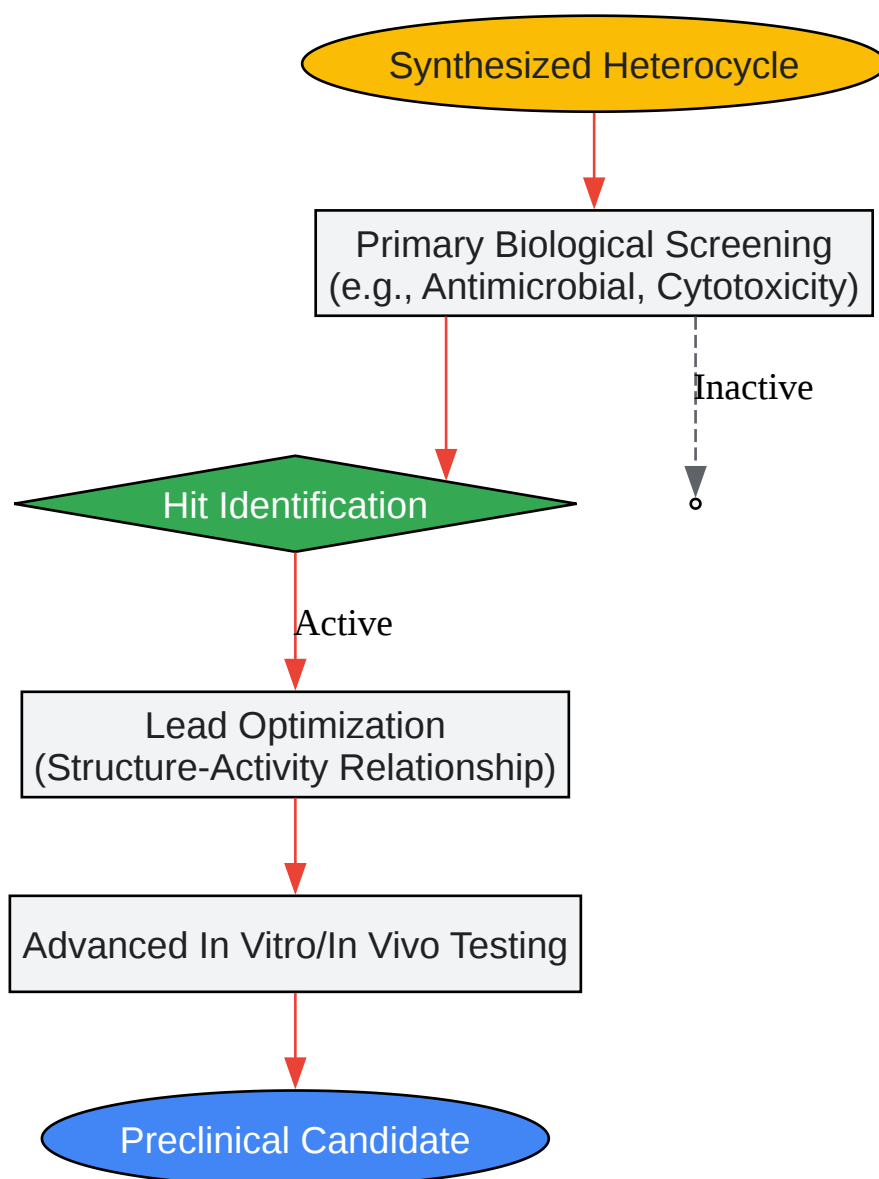 Synthesized Heterocycle
Primary Biological Screening
(e.g., Antimicrobial, Cytotoxicity)
Inactive
Hit Identification
Active
Lead Optimization
(Structure-Activity Relationship)
Advanced In Vitro/In Vivo Testing
Preclinical Candidate